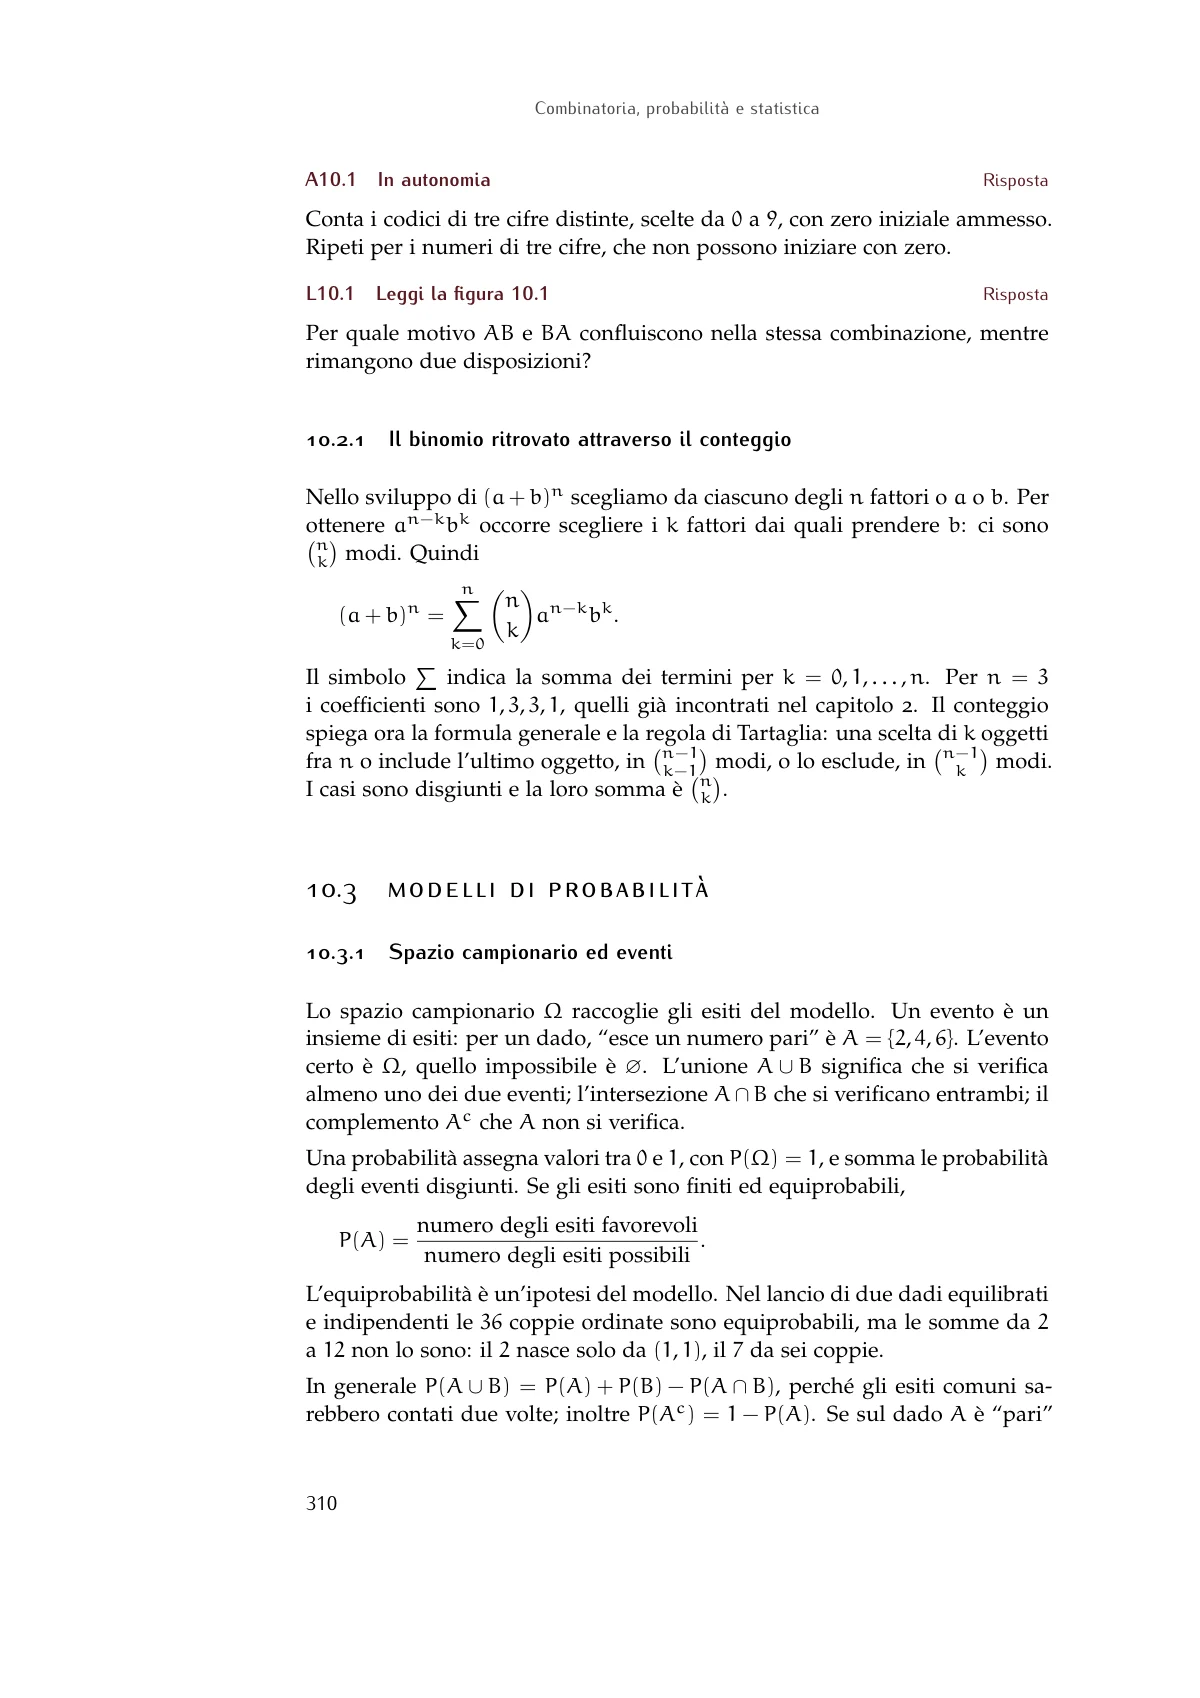 Combinatoria, probabilità e statistica
A10.1 In autonomia Risposta
Conta i codici di tre cifre distinte, scelte da 0 a 9, con zero iniziale ammesso.
Ripeti per i numeri di tre cifre, che non possono iniziare con zero.
L10.1 Leggi la figura 10.1 Risposta
Per quale motivo AB e BA confluiscono nella stessa combinazione, mentre
rimangono due disposizioni?
10.2.1 Il binomio ritrovato attraverso il conteggio
Nello sviluppo di (a + b)^n scegliamo da ciascuno degli n fattori o a o b. Per
ottenere a^{n−k}b^k occorre scegliere i k fattori dai quali prendere b: ci sono
\binom{n}{k} modi. Quindi
(a + b)^n = \sum_{k=0}^{n} \binom{n}{k} a^{n−k}b^k.
Il simbolo ∑ indica la somma dei termini per k = 0, 1, . . . , n. Per n = 3
i coefficienti sono 1, 3, 3, 1, quelli già incontrati nel capitolo 2. Il conteggio
spiega ora la formula generale e la regola di Tartaglia: una scelta di k oggetti
fra n o include l’ultimo oggetto, in \binom{n−1}{k−1} modi, o lo esclude, in \binom{n−1}{k} modi.
I casi sono disgiunti e la loro somma è \binom{n}{k}.
10.3 MODELLI DI PROBABILITÀ
10.3.1 Spazio campionario ed eventi
Lo spazio campionario Ω raccoglie gli esiti del modello. Un evento è un
insieme di esiti: per un dado, “esce un numero pari” è A = {2, 4, 6}. L’evento
certo è Ω, quello impossibile è ∅. L’unione A ∪ B significa che si verifica
almeno uno dei due eventi; l’intersezione A ∩ B che si verificano entrambi; il
complemento A^c che A non si verifica.
Una probabilità assegna valori tra 0 e 1, con P(Ω) = 1, e somma le probabilità
degli eventi disgiunti. Se gli esiti sono finiti ed equiprobabili,
P(A) = \frac{numero degli esiti favorevoli}{numero degli esiti possibili}.
L’equiprobabilità è un’ipotesi del modello. Nel lancio di due dadi equilibrati
e indipendenti le 36 coppie ordinate sono equiprobabili, ma le somme da 2
a 12 non lo sono: il 2 nasce solo da (1, 1), il 7 da sei coppie.
In generale P(A ∪ B) = P(A) + P(B) − P(A ∩ B), perché gli esiti comuni sa-
rebbero contati due volte; inoltre P(A^c) = 1 − P(A). Se sul dado A è “pari”
310